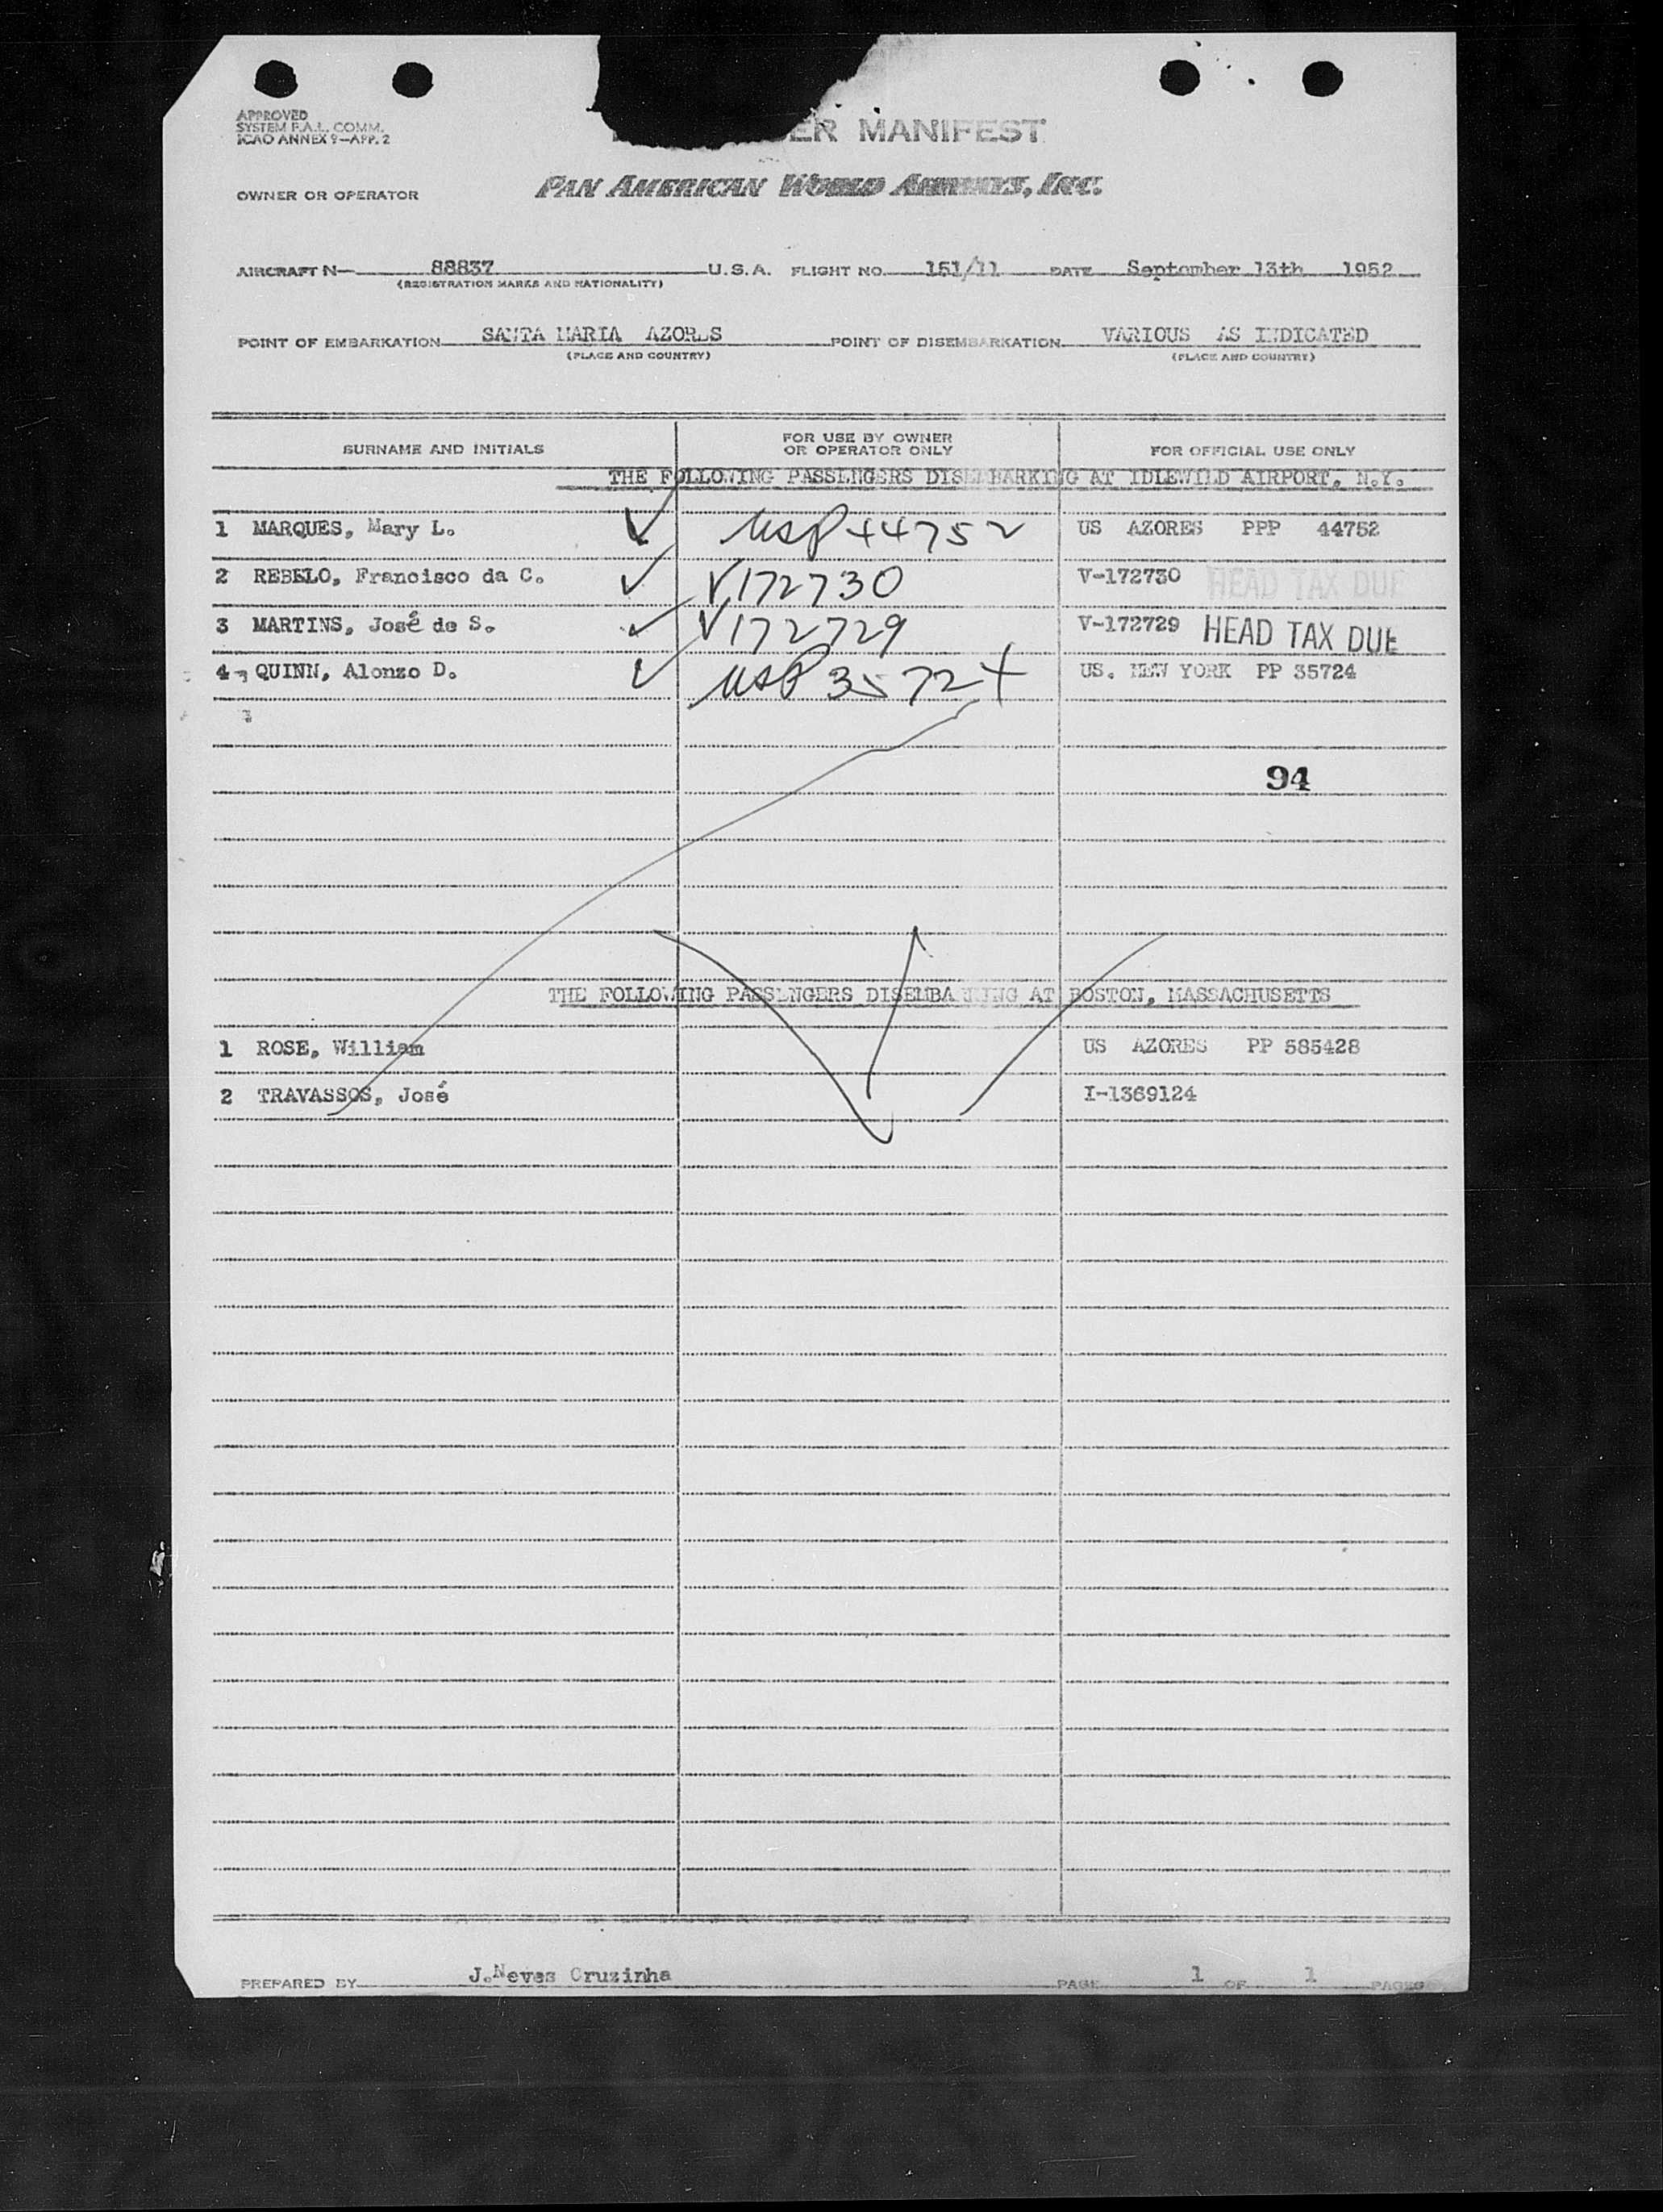 APPROVED
SYSTEM F.A.L. COMM.
ICAO ANNEX 9-APP. 2
ER MANIFEST
OWNER OR OPERATOR PAN AMERICAN WORLD AIRWAYS, INC.
AIRCRAFT N- 88837 U.S.A. FLIGHT NO. 151/11 DATE September 13th 1952
(REGISTRATION MARKS AND NATIONALITY)
POINT OF EMBARKATION SANTA MARIA AZORES POINT OF DISEMBARKATION VARIOUS AS INDICATED
(PLACE AND COUNTRY) (PLACE AND COUNTRY)
SURNAME AND INITIALS FOR USE BY OWNER OR OPERATOR ONLY FOR OFFICIAL USE ONLY
THE FOLLOWING PASSENGERS DISEMBARKING AT IDLEWILD AIRPORT, N.Y.
1 MARQUES, Mary L. ✓ USP 44752 US AZORES PPP 44752
2 REBELO, Francisco da C. ✓ V172730 V-172730 HEAD TAX DUE
3 MARTINS, José de S. ✓ V172729 V-172729 HEAD TAX DUE
4 QUINN, Alonzo D. ✓ USP 35724 US. NEW YORK PP 35724
94
THE FOLLOWING PASSENGERS DISEMBARKING AT BOSTON, MASSACHUSETTS
1 ROSE, William US AZORES PP 585428
2 TRAVASSOS, José I-1369124
PREPARED BY J.Neves Cruzinha PAGE 1 OF 1 PAGES